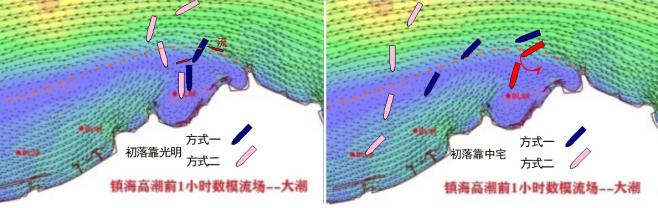 流
方式一
初落靠光明
方式二
镇海高潮前1小时数模流场--大潮
方式一
初落靠中宅
方式二
镇海高潮前1小时数模流场--大潮